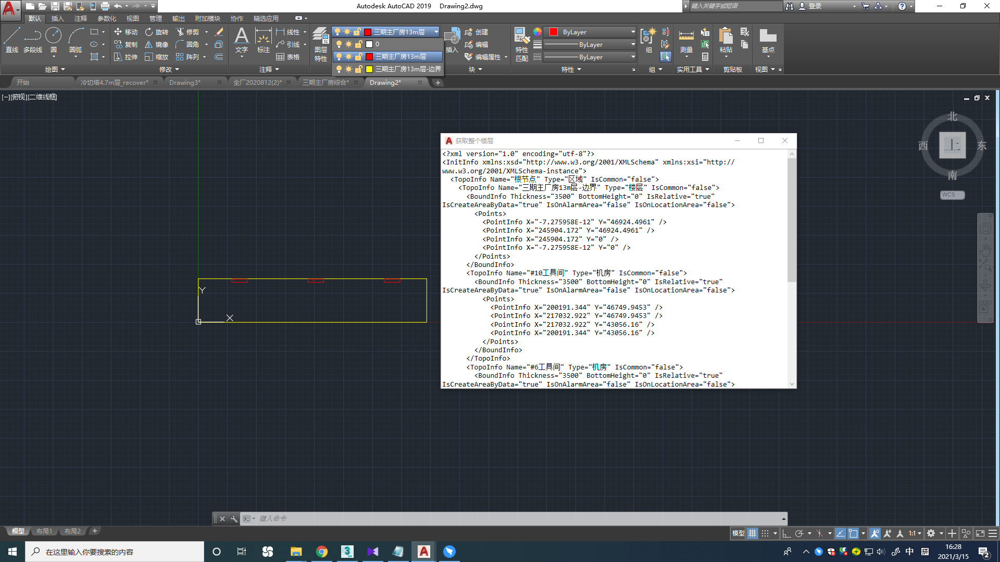 Autodesk AutoCAD 2019 Drawing2.dwg
键入关键字或短语
登录
默认 插入 注释 参数化 视图 管理 输出 附加模块 协作 精选应用
直线 多段线 圆 圆弧
移动 旋转 修剪
复制 镜像 圆角
拉伸 缩放 阵列
文字 标注
线性
引线
表格
图层
特性
三期主厂房13m层
0
三期主厂房13m层
三期主厂房13m层-边界
插入
创建
编辑
编辑属性
特性
匹配
ByLayer
ByLayer
ByLayer
组
测量
粘贴
基点
绘图 修改 注释 块 特性 组 实用工具 剪贴板 视图
开始 冷切塔4.7m层_recover* Drawing3* 全厂2020812(2)* 三期主厂房综合* Drawing2*
[−][俯视][二维线框]
北
西 上 东
南
WCS
Y
X
获取整个楼层
<?xml version="1.0" encoding="utf-8"?>
<InitInfo xmlns:xsd="http://www.w3.org/2001/XMLSchema" xmlns:xsi="http://
www.w3.org/2001/XMLSchema-instance">
<TopoInfo Name="根节点" Type="区域" IsCommon="false">
<TopoInfo Name="三期主厂房13m层-边界" Type="楼层" IsCommon="false">
<BoundInfo Thickness="3500" BottomHeight="0" IsRelative="true"
IsCreateAreaByData="true" IsOnAlarmArea="false" IsOnLocationArea="false">
<Points>
<PointInfo X="-7.275958E-12" Y="46924.4961" />
<PointInfo X="245904.172" Y="46924.4961" />
<PointInfo X="245904.172" Y="0" />
<PointInfo X="-7.275958E-12" Y="0" />
</Points>
</BoundInfo>
<TopoInfo Name="#10工具间" Type="机房" IsCommon="false">
<BoundInfo Thickness="3500" BottomHeight="0" IsRelative="true"
IsCreateAreaByData="true" IsOnAlarmArea="false" IsOnLocationArea="false">
<Points>
<PointInfo X="200191.344" Y="46749.9453" />
<PointInfo X="217032.922" Y="46749.9453" />
<PointInfo X="217032.922" Y="43056.16" />
<PointInfo X="200191.344" Y="43056.16" />
</Points>
</BoundInfo>
</TopoInfo>
<TopoInfo Name="#6工具间" Type="机房" IsCommon="false">
<BoundInfo Thickness="3500" BottomHeight="0" IsRelative="true"
IsCreateAreaByData="true" IsOnAlarmArea="false" IsOnLocationArea="false">
键入命令
模型 布局1 布局2
模型
1:1
在这里输入你要搜索的内容
中 拼
16:28
2021/3/15
2